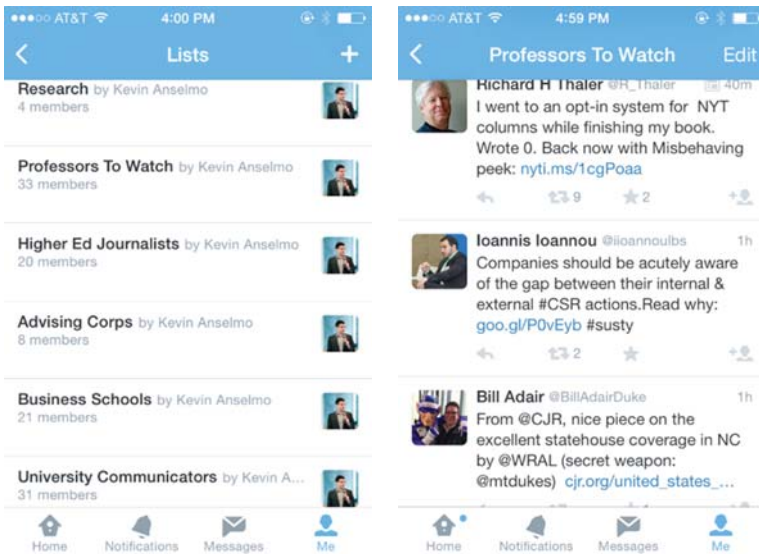 AT&T 4:00 PM
Lists
Research by Kevin Anselmo
4 members
Professors To Watch by Kevin Anselmo
33 members
Higher Ed Journalists by Kevin Anselmo
20 members
Advising Corps by Kevin Anselmo
8 members
Business Schools by Kevin Anselmo
21 members
University Communicators by Kevin A...
31 members
Home Notifications Messages Me
AT&T 4:59 PM
Professors To Watch Edit
Richard H Thaler @R_Thaler 40m
I went to an opt-in system for NYT
columns while finishing my book.
Wrote 0. Back now with Misbehaving
peek: nyti.ms/1cgPoaa
9 2
Ioannis Ioannou @iioannoulbs 1h
Companies should be acutely aware
of the gap between their internal &
external #CSR actions.Read why:
goo.gl/P0vEyb #susty
2
Bill Adair @BillAdairDuke 1h
From @CJR, nice piece on the
excellent statehouse coverage in NC
by @WRAL (secret weapon:
@mtdukes) cjr.org/united_states_...
Home Notifications Messages Me